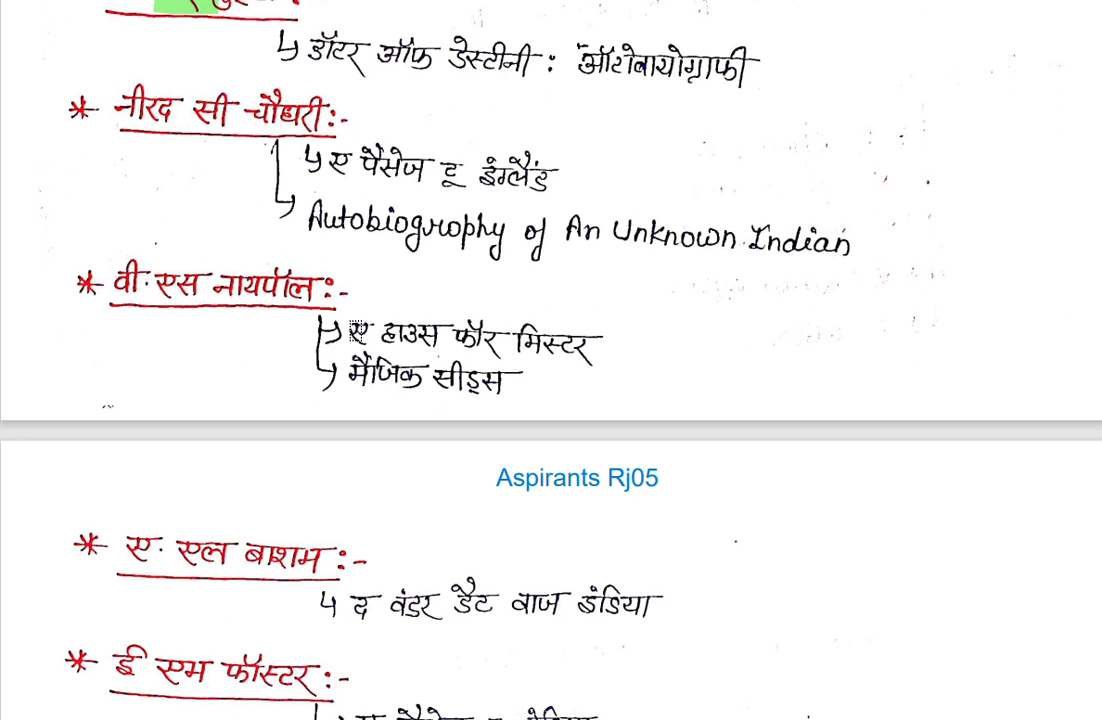 ↳ डॉटर ऑफ डेस्टीनी : ऑटोबायोग्राफी
* नीरद सी चौधरी :-
↳ ए पैसेज टू इंग्लैंड
↳ Autobiography of An Unknown Indian
* वी. एस नायपॉल :-
↳ ए हाउस फॉर मिस्टर
↳ मैजिक सीड्स
Aspirants Rj05
* ए. एल बाशम :-
↳ द वंडर डैट वाज इंडिया
* ई एम फॉस्टर :-